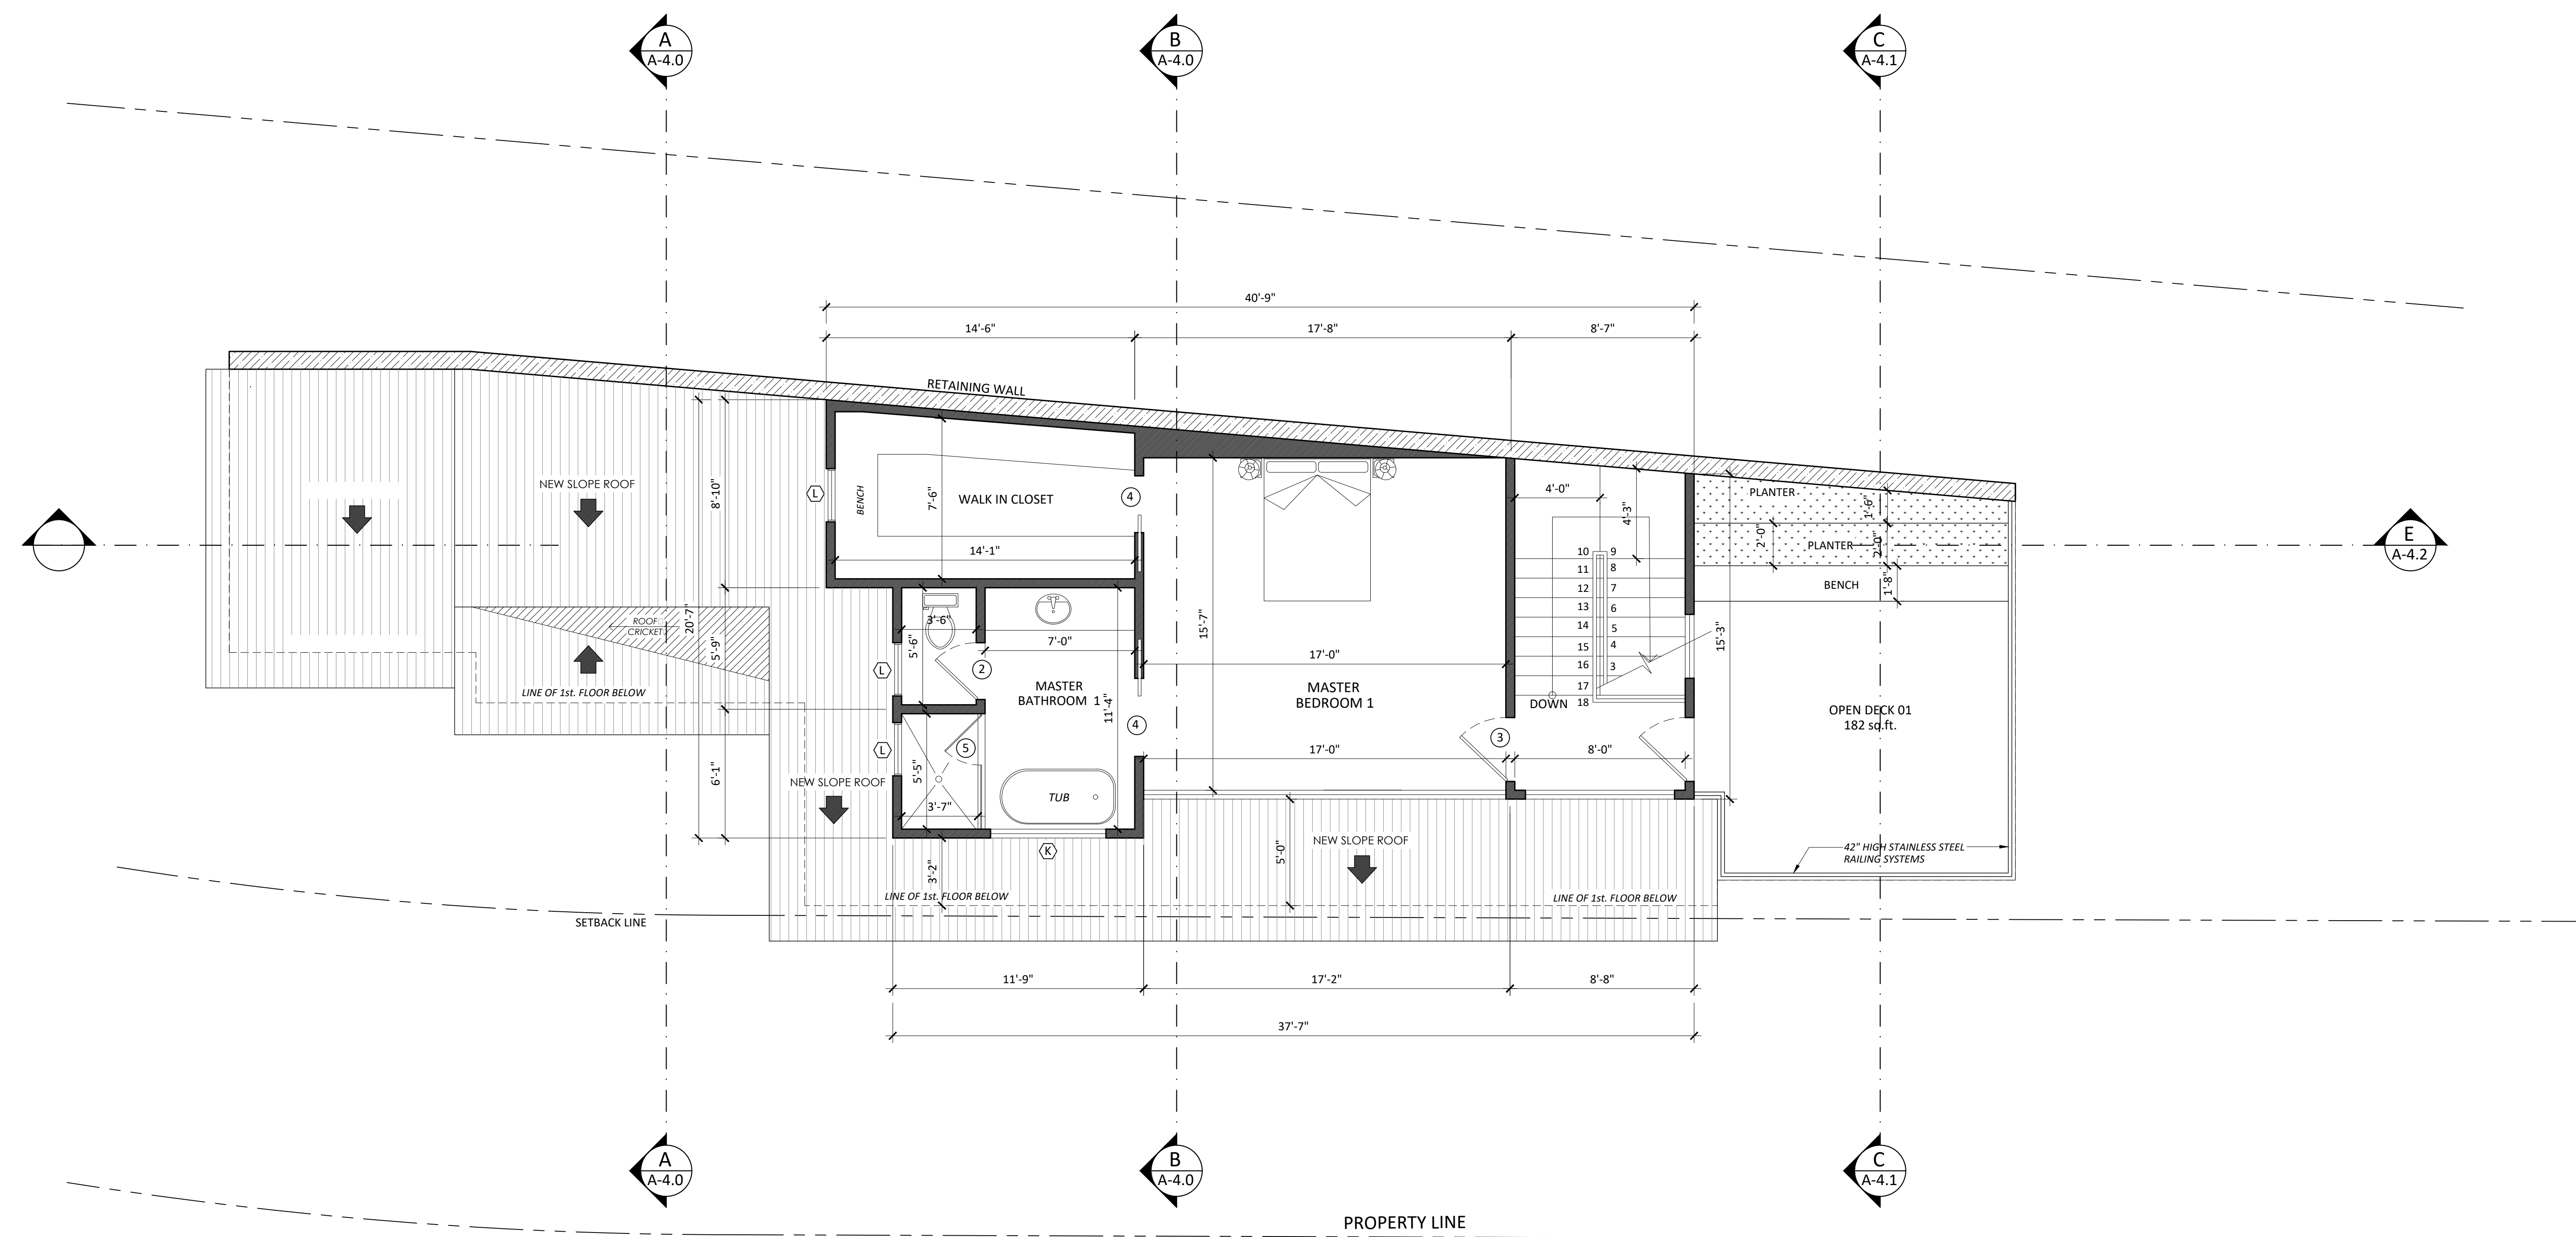 A
A-4.0
B
A-4.0
C
A-4.1
40'-9"
14'-6"
17'-8"
8'-7"
RETAINING WALL
NEW SLOPE ROOF
8'-10"
L
BENCH
7'-6"
WALK IN CLOSET
4
14'-1"
4'-0"
4'-3"
PLANTER
1'-6"
2'-0"
PLANTER
2'-0"
BENCH
1'-8"
E
A-4.2
10 9
11 8
12 7
13 6
14 5
15 4
16 3
17
18
DOWN
ROOF
CRICKET
20'-7"
5'-9"
LINE OF 1st. FLOOR BELOW
3'-6"
5'-6"
7'-0"
2
L
15'-7"
17'-0"
15'-3"
MASTER
BATHROOM 1
11'-4"
MASTER
BEDROOM 1
OPEN DECK 01
182 sq.ft.
L
5
4
3
17'-0"
8'-0"
6'-1"
5'-5"
NEW SLOPE ROOF
3'-7"
TUB
K
3'-2"
5'-0"
NEW SLOPE ROOF
42" HIGH STAINLESS STEEL
RAILING SYSTEMS
LINE OF 1st. FLOOR BELOW
LINE OF 1st. FLOOR BELOW
SETBACK LINE
11'-9"
17'-2"
8'-8"
37'-7"
A
A-4.0
B
A-4.0
C
A-4.1
PROPERTY LINE